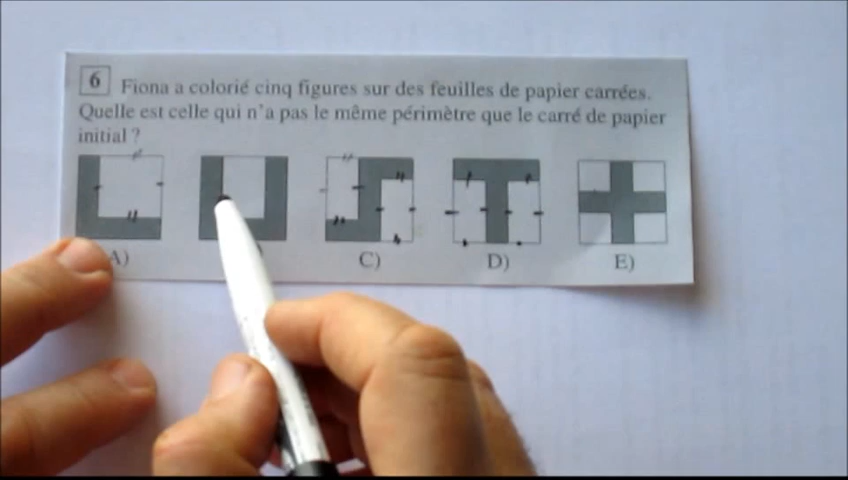 6 Fiona a colorié cinq figures sur des feuilles de papier carrées.
Quelle est celle qui n'a pas le même périmètre que le carré de papier
initial ?
A) C) D) E)